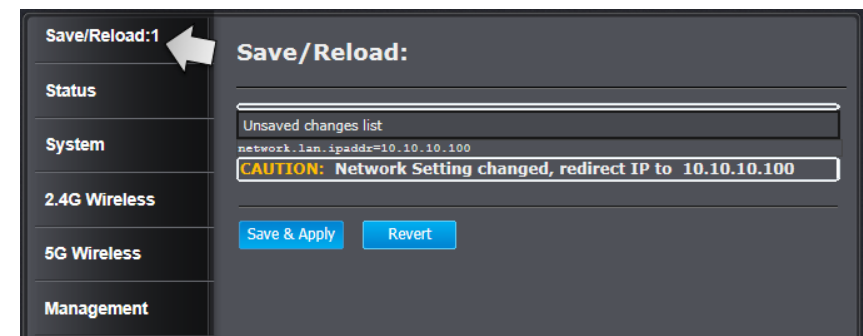 Save/Reload:1
Status
System
2.4G Wireless
5G Wireless
Management
Save/Reload:
Unsaved changes list
network.lan.ipaddr=10.10.10.100
CAUTION: Network Setting changed, redirect IP to 10.10.10.100
Save & Apply Revert